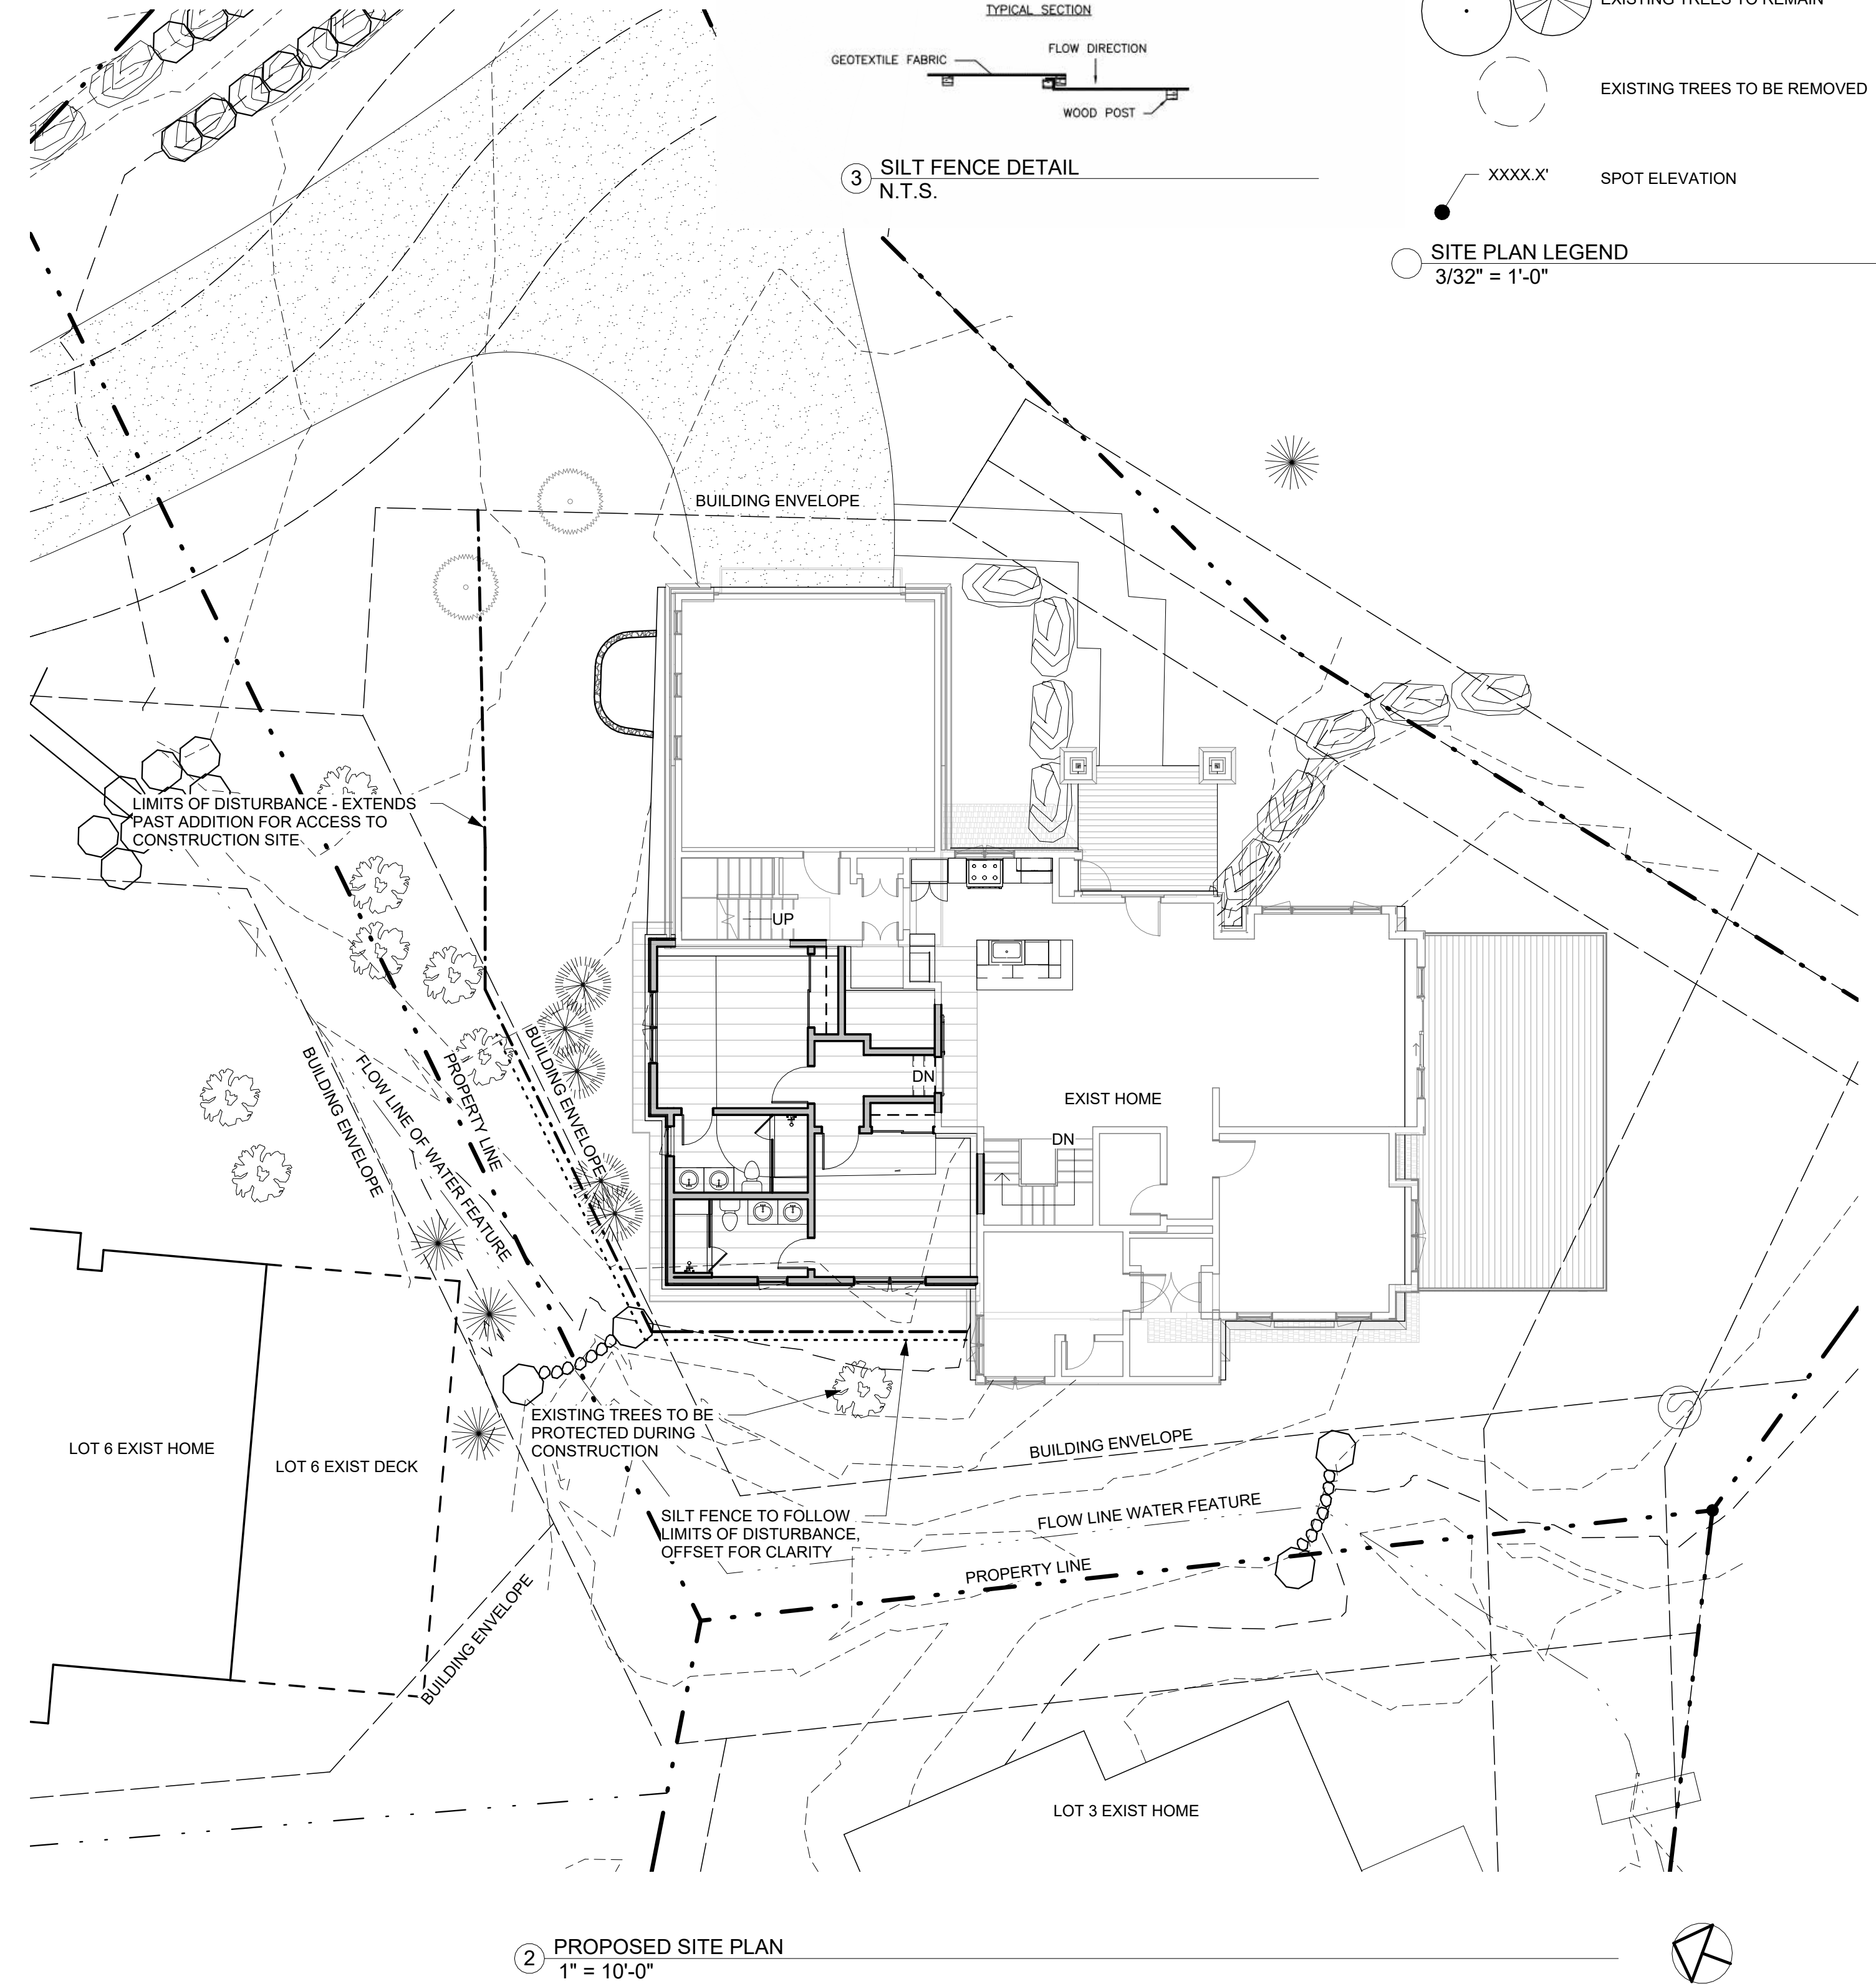 TYPICAL SECTION
GEOTEXTILE FABRIC
FLOW DIRECTION
WOOD POST
3
SILT FENCE DETAIL
N.T.S.
EXISTING TREES TO REMAIN
EXISTING TREES TO BE REMOVED
XXXX.X'
SPOT ELEVATION
SITE PLAN LEGEND
3/32" = 1'-0"
BUILDING ENVELOPE
LIMITS OF DISTURBANCE - EXTENDS
PAST ADDITION FOR ACCESS TO
CONSTRUCTION SITE
UP
DN
EXIST HOME
DN
BUILDING ENVELOPE
FLOW LINE OF WATER FEATURE
PROPERTY LINE
BUILDING ENVELOPE
EXISTING TREES TO BE
PROTECTED DURING
CONSTRUCTION
LOT 6 EXIST HOME
LOT 6 EXIST DECK
BUILDING ENVELOPE
S
SILT FENCE TO FOLLOW
LIMITS OF DISTURBANCE,
OFFSET FOR CLARITY
FLOW LINE WATER FEATURE
PROPERTY LINE
BUILDING ENVELOPE
LOT 3 EXIST HOME
2
PROPOSED SITE PLAN
1" = 10'-0"